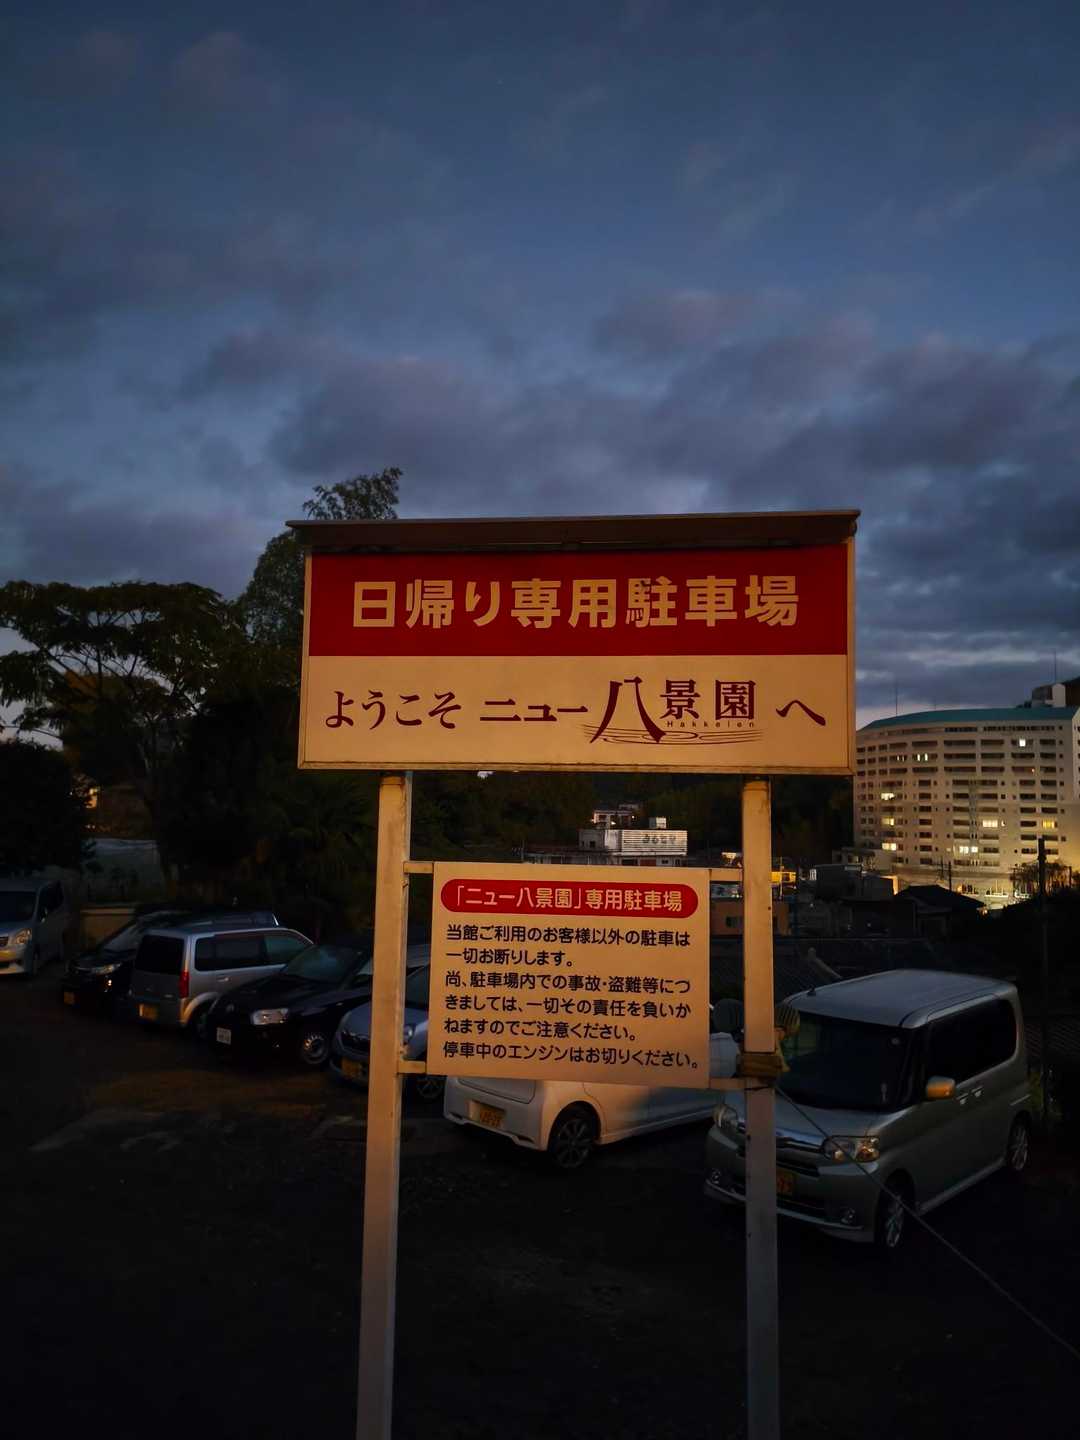 日帰り専用駐車場
ようこそ ニュー八景園へ
Hakkeien
「ニュー八景園」専用駐車場
当館ご利用のお客様以外の駐車は
一切お断りします。
尚、駐車場内での事故・盗難等につ
きましては、一切その責任を負いか
ねますのでご注意ください。
停車中のエンジンはお切りください。